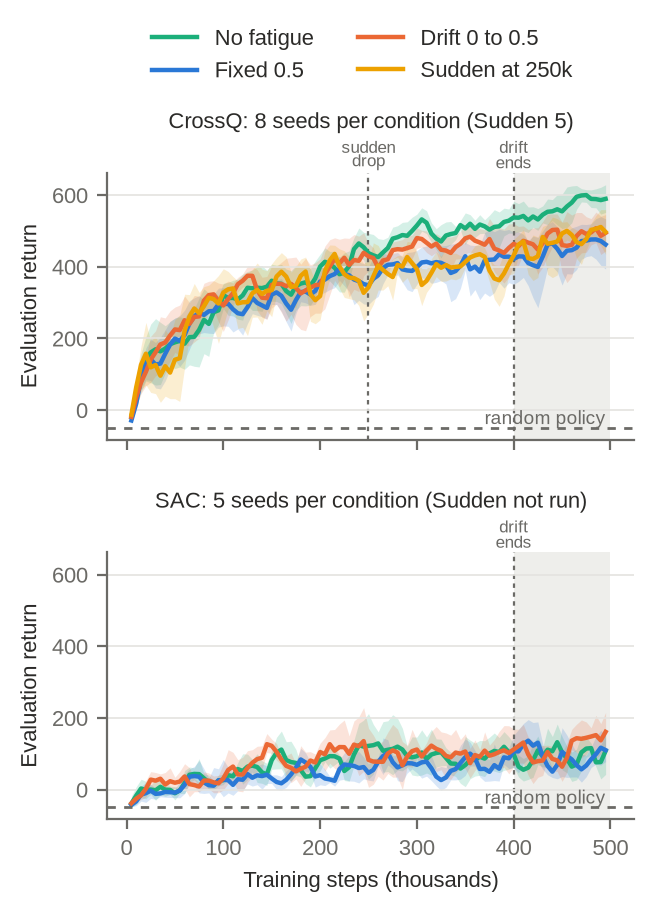 No fatigue
Drift 0 to 0.5
Fixed 0.5
Sudden at 250k
CrossQ: 8 seeds per condition (Sudden 5)
sudden
drop
drift
ends
600
400
200
0
Evaluation return
random policy
SAC: 5 seeds per condition (Sudden not run)
drift
ends
600
400
200
0
Evaluation return
random policy
0
100
200
300
400
500
Training steps (thousands)